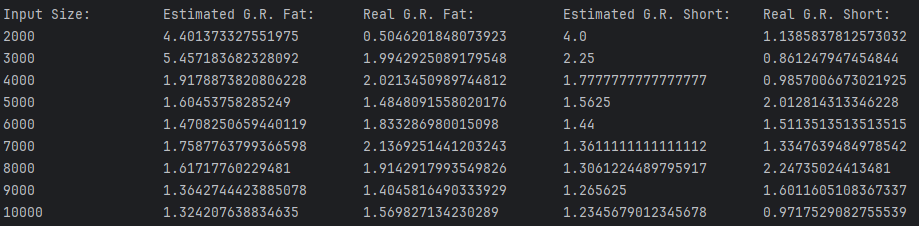 Input Size: Estimated G.R. Fat: Real G.R. Fat: Estimated G.R. Short: Real G.R. Short:
2000 4.401373327551975 0.5046201848073923 4.0 1.1385837812573032
3000 5.457183682328092 1.9942925089179548 2.25 0.861247947454844
4000 1.9178873820806228 2.0213450989744812 1.7777777777777777 0.9857006673021925
5000 1.60453758285249 1.4848091558020176 1.5625 2.012814313346228
6000 1.4708250659440119 1.833286980015098 1.44 1.5113513513513515
7000 1.7587763799366598 2.1369251441203243 1.3611111111111112 1.3347639484978542
8000 1.61717760229481 1.9142917993549826 1.3061224489795917 2.24735024413481
9000 1.3642744423885078 1.4045816490333929 1.265625 1.6011605108367337
10000 1.324207638834635 1.569827134230289 1.2345679012345678 0.9717529082755539